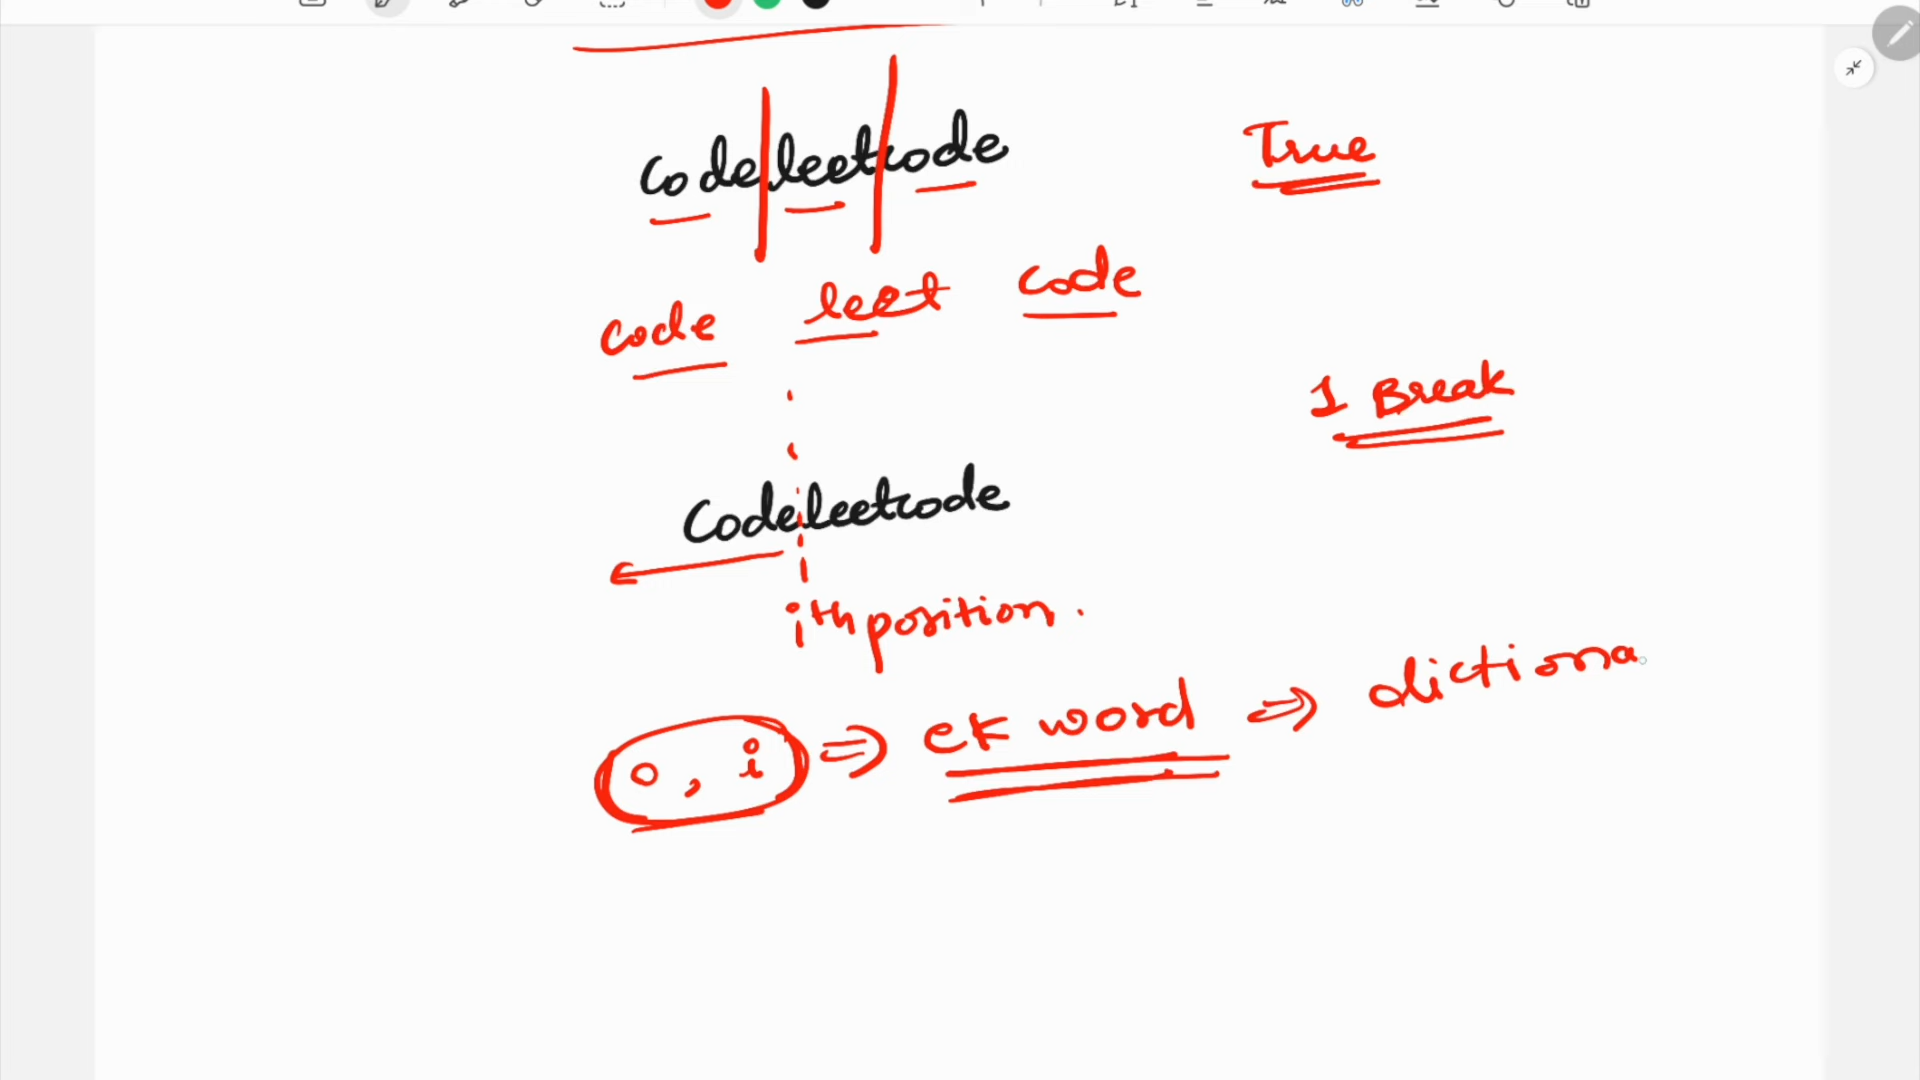 Codeleetcode True
code leet code
1 Break
Codeleetcode
ith position.
0, i ⇒ ek word ⇒ dictiona